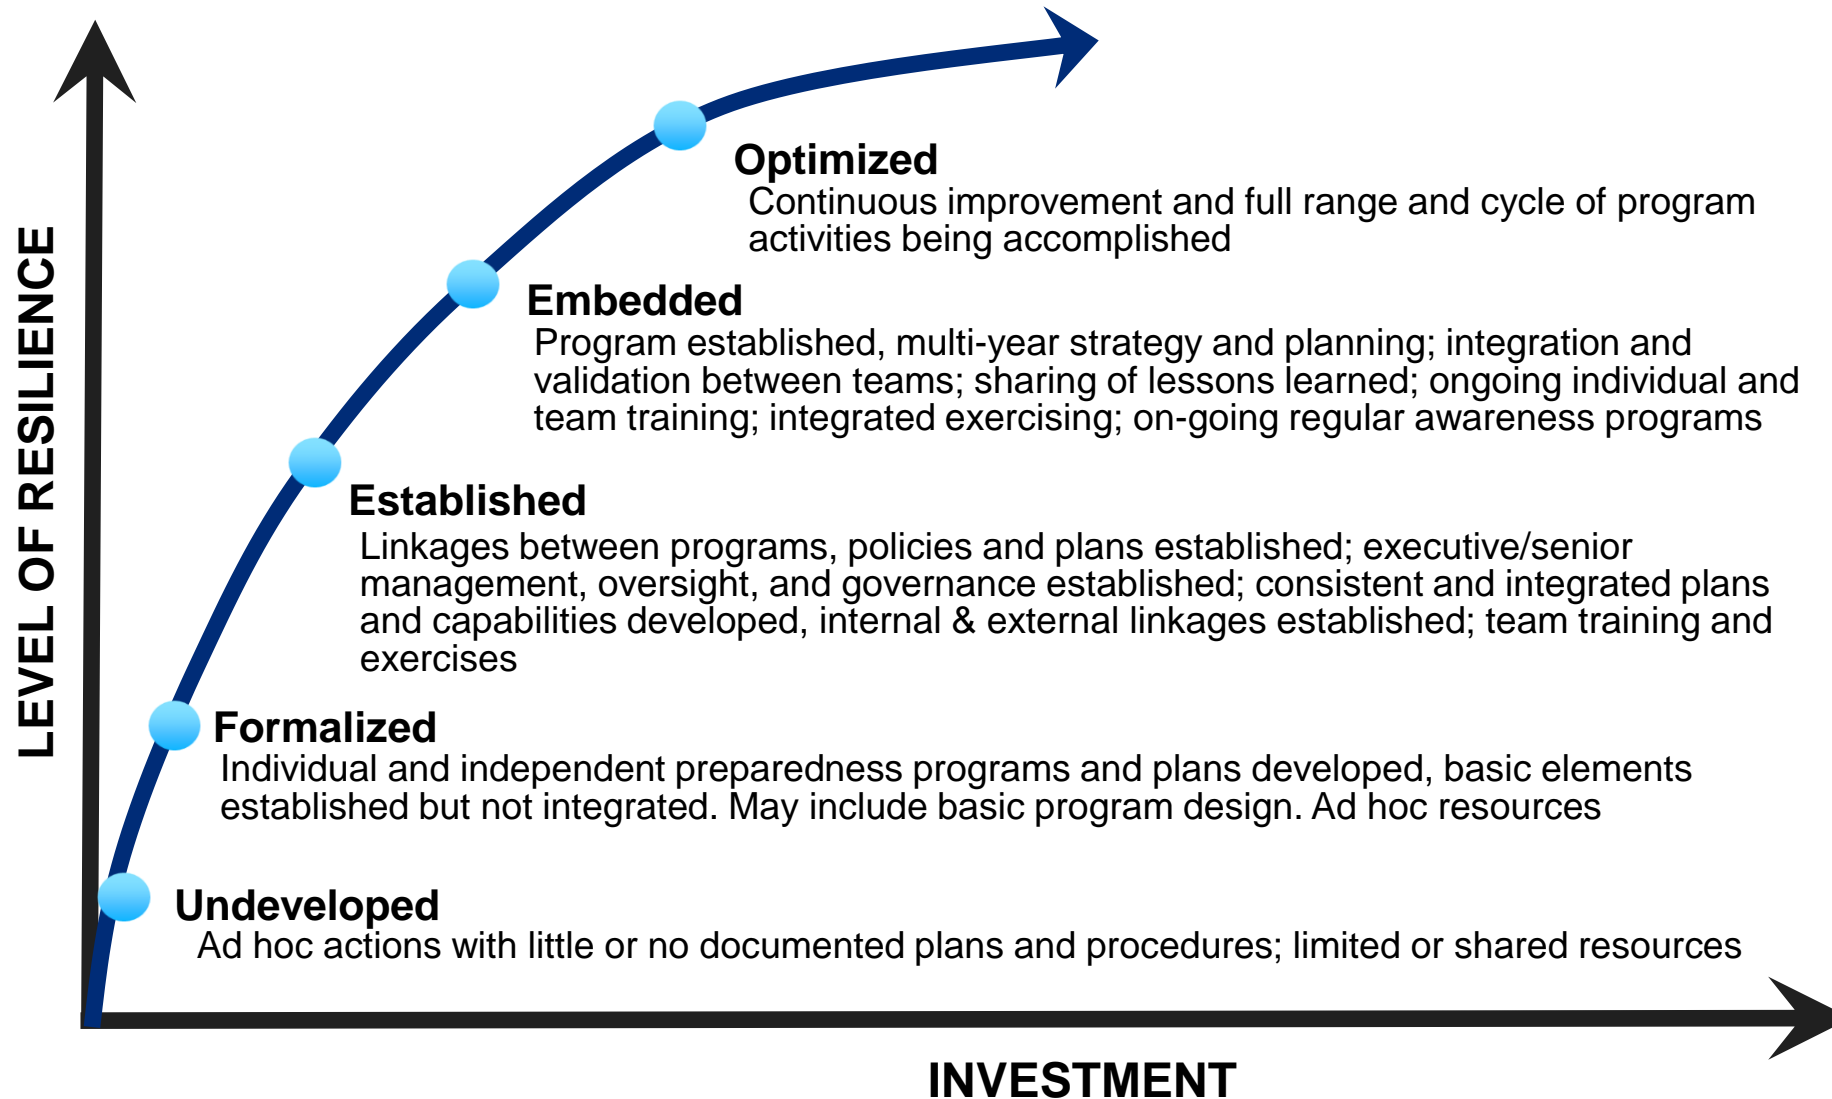 Optimized
Continuous improvement and full range and cycle of program
activities being accomplished
Embedded
Program established, multi-year strategy and planning; integration and
validation between teams; sharing of lessons learned; ongoing individual and
team training; integrated exercising; on-going regular awareness programs
Established
Linkages between programs, policies and plans established; executive/senior
management, oversight, and governance established; consistent and integrated plans
and capabilities developed, internal & external linkages established; team training and
exercises
Formalized
Individual and independent preparedness programs and plans developed, basic elements
established but not integrated. May include basic program design. Ad hoc resources
Undeveloped
Ad hoc actions with little or no documented plans and procedures; limited or shared resources
LEVEL OF RESILIENCE
INVESTMENT